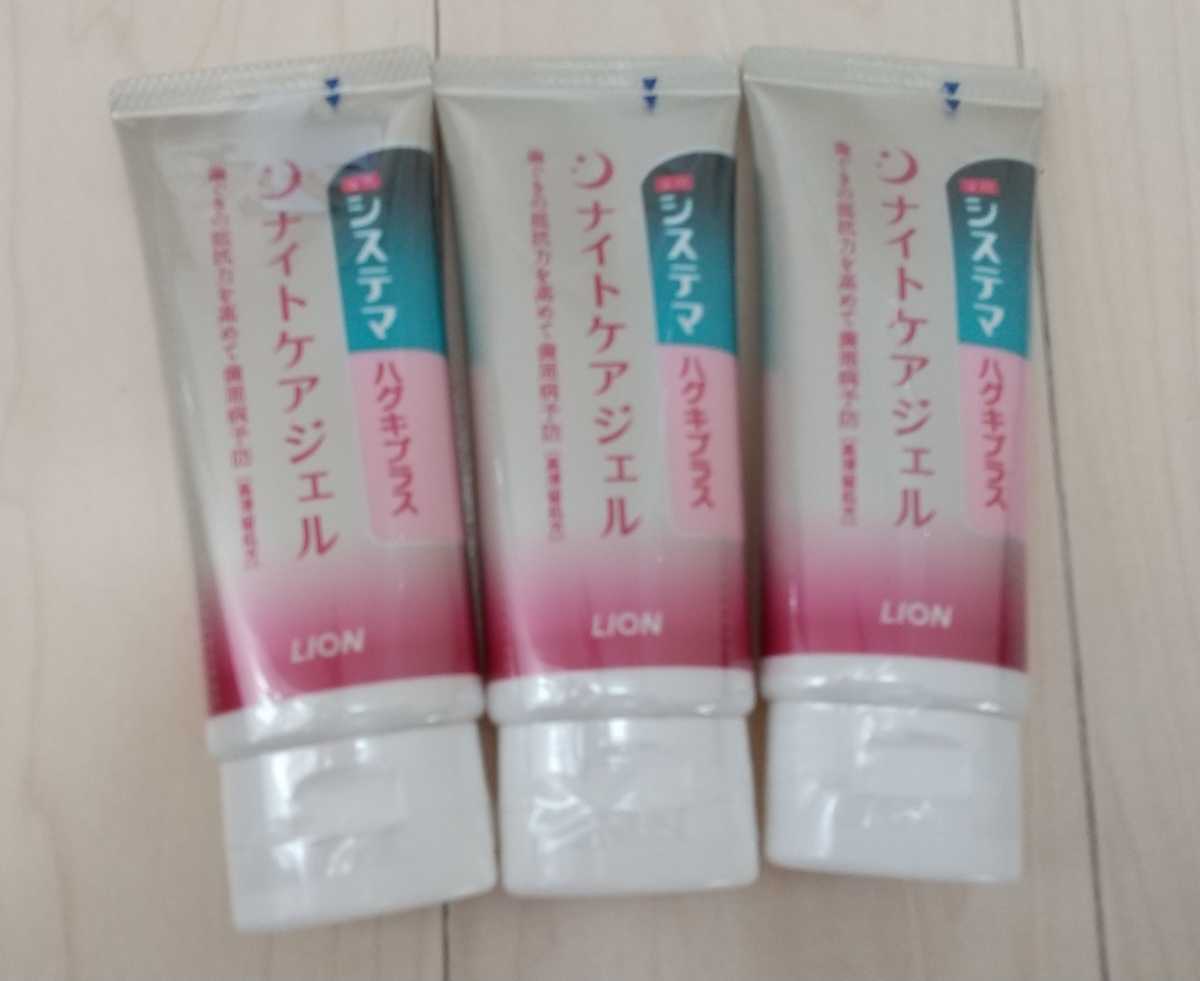 薬用
システマ
ハグキプラス
ナイトケアジェル
歯ぐきの抵抗力を高めて歯周病予防
LION
薬用
システマ
ハグキプラス
ナイトケアジェル
歯ぐきの抵抗力を高めて歯周病予防
LION
薬用
システマ
ハグキプラス
ナイトケアジェル
歯ぐきの抵抗力を高めて歯周病予防
LION